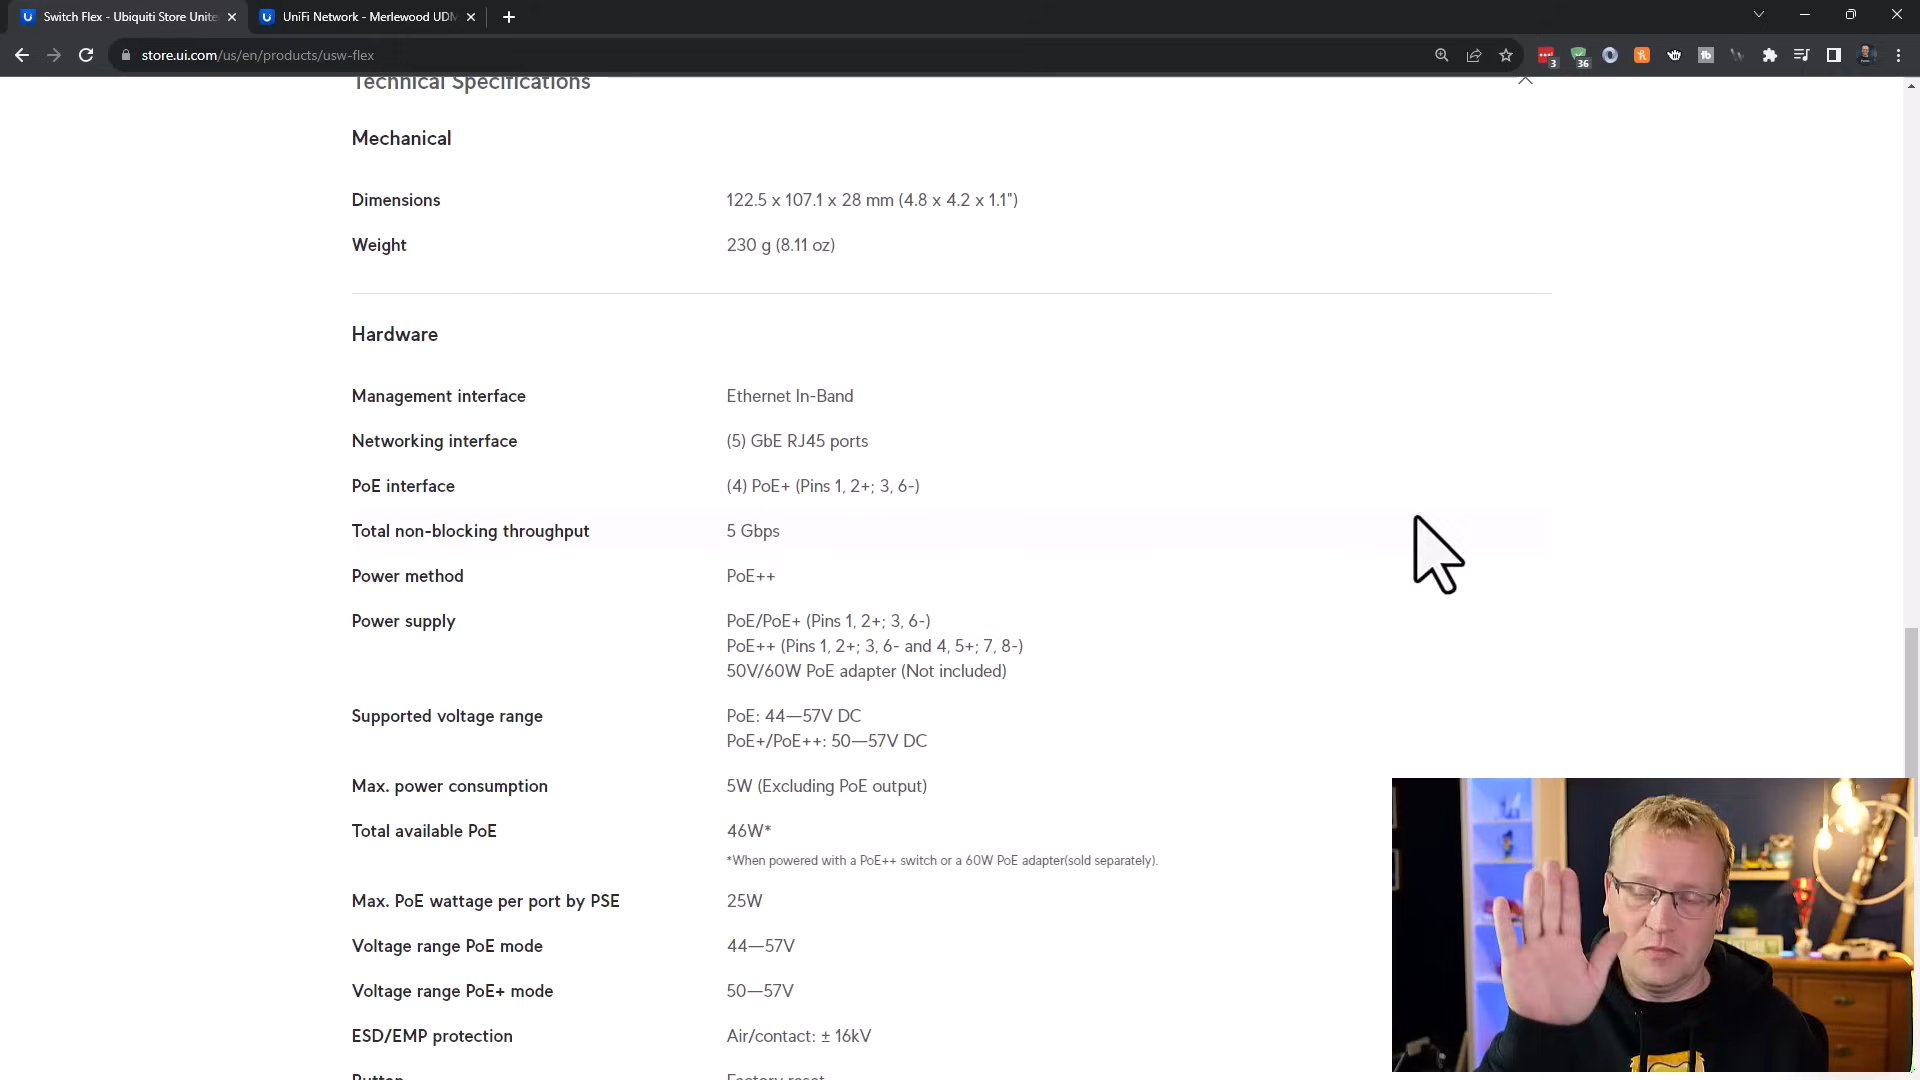 Switch Flex - Ubiquiti Store Unite
UniFi Network - Merlewood UDM
store.ui.com/us/en/products/usw-flex
3
36
Technical Specifications
Mechanical
Dimensions 122.5 x 107.1 x 28 mm (4.8 x 4.2 x 1.1")
Weight 230 g (8.11 oz)
Hardware
Management interface Ethernet In-Band
Networking interface (5) GbE RJ45 ports
PoE interface (4) PoE+ (Pins 1, 2+; 3, 6-)
Total non-blocking throughput 5 Gbps
Power method PoE++
Power supply PoE/PoE+ (Pins 1, 2+; 3, 6-)
PoE++ (Pins 1, 2+; 3, 6- and 4, 5+; 7, 8-)
50V/60W PoE adapter (Not included)
Supported voltage range PoE: 44—57V DC
PoE+/PoE++: 50—57V DC
Max. power consumption 5W (Excluding PoE output)
Total available PoE 46W*
*When powered with a PoE++ switch or a 60W PoE adapter(sold separately).
Max. PoE wattage per port by PSE 25W
Voltage range PoE mode 44—57V
Voltage range PoE+ mode 50—57V
ESD/EMP protection Air/contact: ± 16kV
Button Factory reset